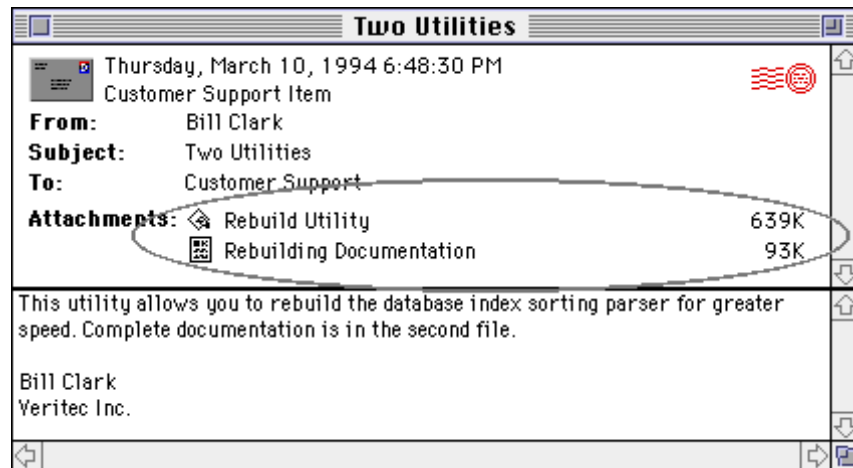 Two Utilities
Thursday, March 10, 1994 6:48:30 PM
Customer Support Item
From: Bill Clark
Subject: Two Utilities
To: Customer Support
Attachments: Rebuild Utility 639K
Rebuilding Documentation 93K
This utility allows you to rebuild the database index sorting parser for greater
speed. Complete documentation is in the second file.
Bill Clark
Veritec Inc.